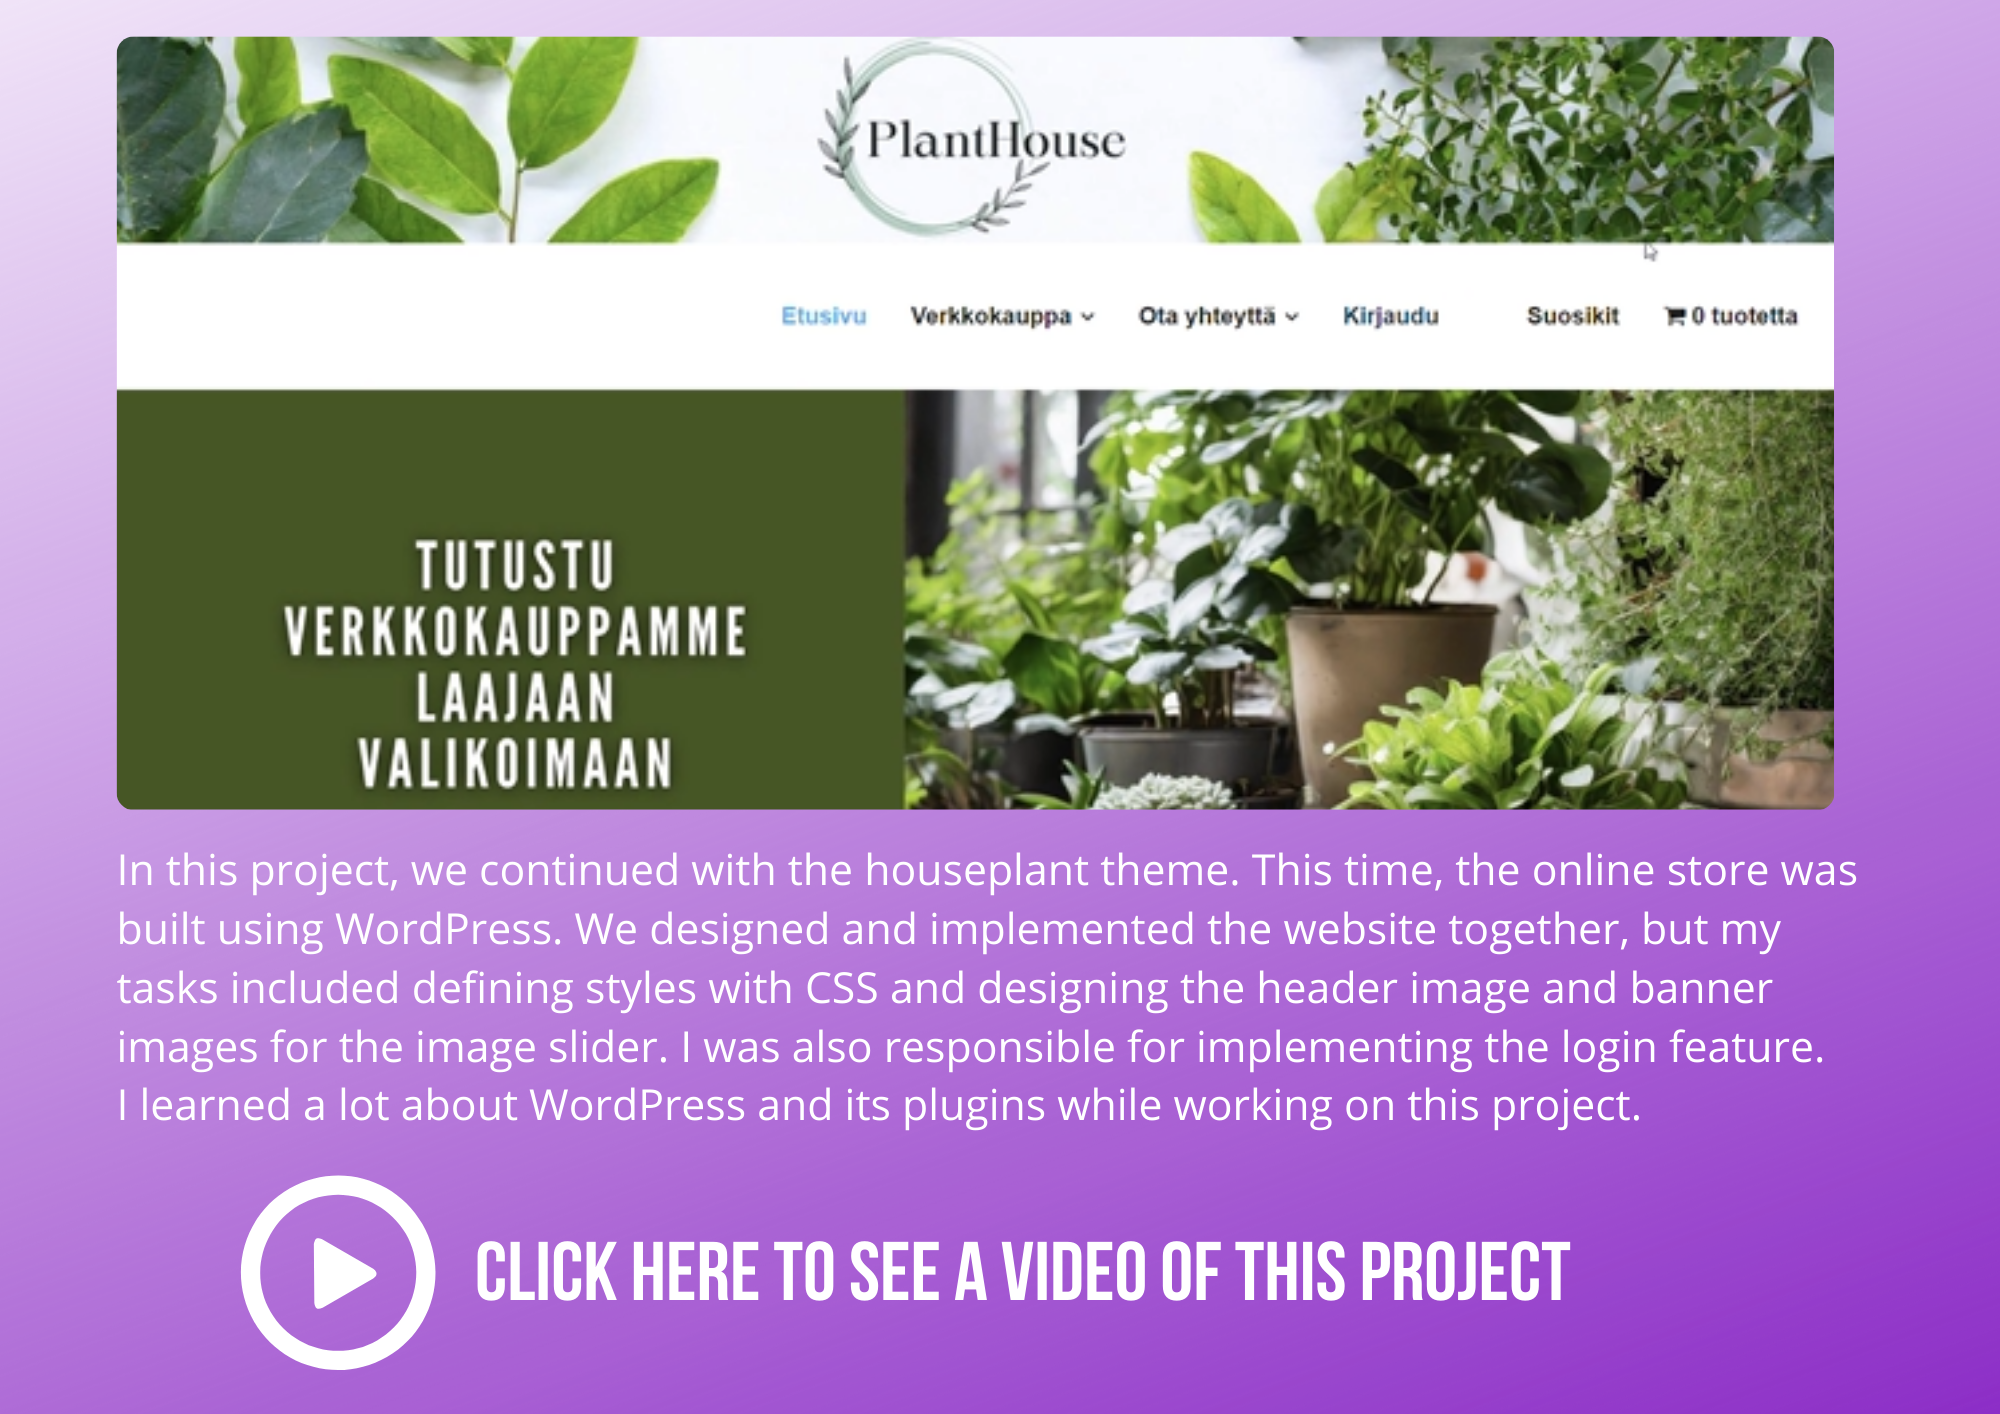 PlantHouse
Etusivu Verkkokauppa Ota yhteyttä Kirjaudu Suosikit 0 tuotetta
TUTUSTU
VERKKOKAUPPAMME
LAAJAAN
VALIKOIMAAN
In this project, we continued with the houseplant theme. This time, the online store was
built using WordPress. We designed and implemented the website together, but my
tasks included defining styles with CSS and designing the header image and banner
images for the image slider. I was also responsible for implementing the login feature.
I learned a lot about WordPress and its plugins while working on this project.
CLICK HERE TO SEE A VIDEO OF THIS PROJECT